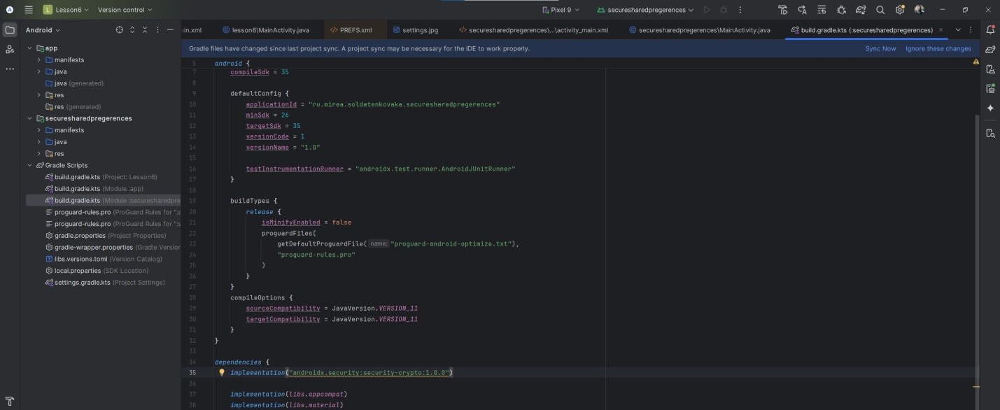 L Lesson6 Version control Pixel 9 securesharedpregerences
Android
in.xml lesson6\MainActivity.java PREFS.xml settings.jpg securesharedpregerences\...\activity_main.xml securesharedpregerences\MainActivity.java build.gradle.kts (:securesharedpregerences)
Gradle files have changed since last project sync. A project sync may be necessary for the IDE to work properly. Sync Now Ignore these changes
app
manifests
java
java (generated)
res
res (generated)
securesharedpregerences
manifests
java
res
Gradle Scripts
build.gradle.kts (Project: Lesson6)
build.gradle.kts (Module :app)
build.gradle.kts (Module :securesharedpre
proguard-rules.pro (ProGuard Rules for ":a
proguard-rules.pro (ProGuard Rules for ":s
gradle.properties (Project Properties)
gradle-wrapper.properties (Gradle Version
libs.versions.toml (Version Catalog)
local.properties (SDK Location)
settings.gradle.kts (Project Settings)
5 android {
7 compileSdk = 35
8
9 defaultConfig {
10 applicationId = "ru.mirea.soldatenkovaka.securesharedpregerences"
11 minSdk = 26
12 targetSdk = 35
13 versionCode = 1
14 versionName = "1.0"
15
16 testInstrumentationRunner = "androidx.test.runner.AndroidJUnitRunner"
17 }
18
19 buildTypes {
20 release {
21 isMinifyEnabled = false
22 proguardFiles(
23 getDefaultProguardFile( name: "proguard-android-optimize.txt"),
24 "proguard-rules.pro"
25 )
26 }
27 }
28 compileOptions {
29 sourceCompatibility = JavaVersion.VERSION_11
30 targetCompatibility = JavaVersion.VERSION_11
31 }
32 }
33
34 dependencies {
35 implementation("androidx.security:security-crypto:1.0.0")
36
37 implementation(libs.appcompat)
38 implementation(libs.material)